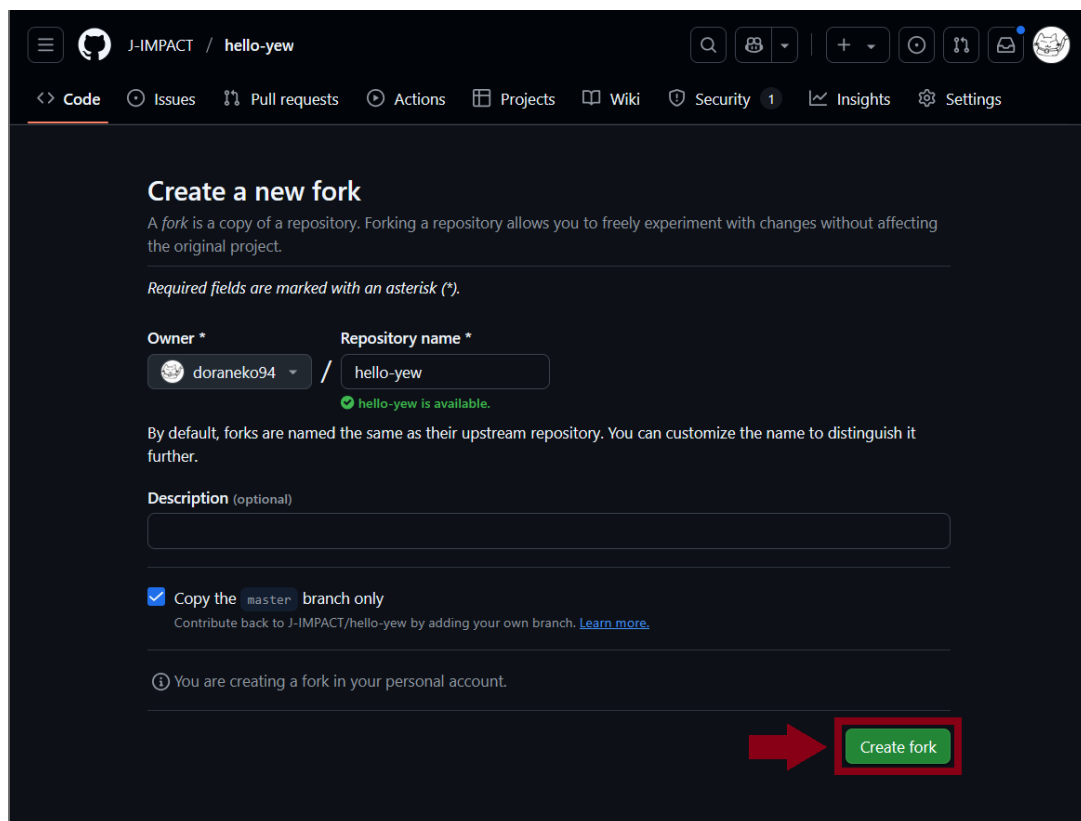 J-IMPACT / hello-yew
Code Issues Pull requests Actions Projects Wiki Security 1 Insights Settings
Create a new fork
A fork is a copy of a repository. Forking a repository allows you to freely experiment with changes without affecting
the original project.
Required fields are marked with an asterisk (*).
Owner * Repository name *
doraneko94 / hello-yew
hello-yew is available.
By default, forks are named the same as their upstream repository. You can customize the name to distinguish it
further.
Description (optional)
Copy the master branch only
Contribute back to J-IMPACT/hello-yew by adding your own branch. Learn more.
You are creating a fork in your personal account.
Create fork